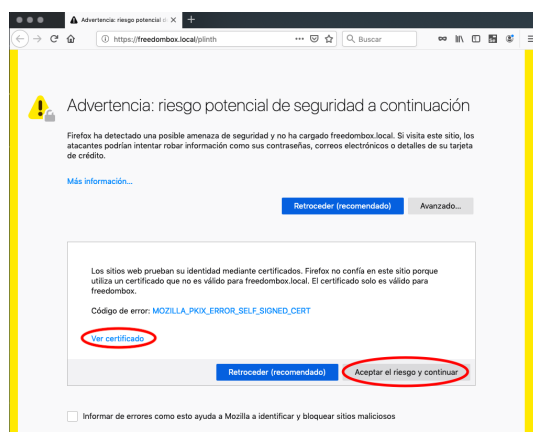 Advertencia: riesgo potencial d
https://freedombox.local/plinth
Buscar
Advertencia: riesgo potencial de seguridad a continuación
Firefox ha detectado una posible amenaza de seguridad y no ha cargado freedombox.local. Si visita este sitio, los
atacantes podrían intentar robar información como sus contraseñas, correos electrónicos o detalles de su tarjeta
de crédito.
Más información...
Retroceder (recomendado)
Avanzado...
Los sitios web prueban su identidad mediante certificados. Firefox no confía en este sitio porque
utiliza un certificado que no es válido para freedombox.local. El certificado solo es válido para
freedombox.
Código de error: MOZILLA_PKIX_ERROR_SELF_SIGNED_CERT
Ver certificado
Retroceder (recomendado)
Aceptar el riesgo y continuar
Informar de errores como esto ayuda a Mozilla a identificar y bloquear sitios maliciosos